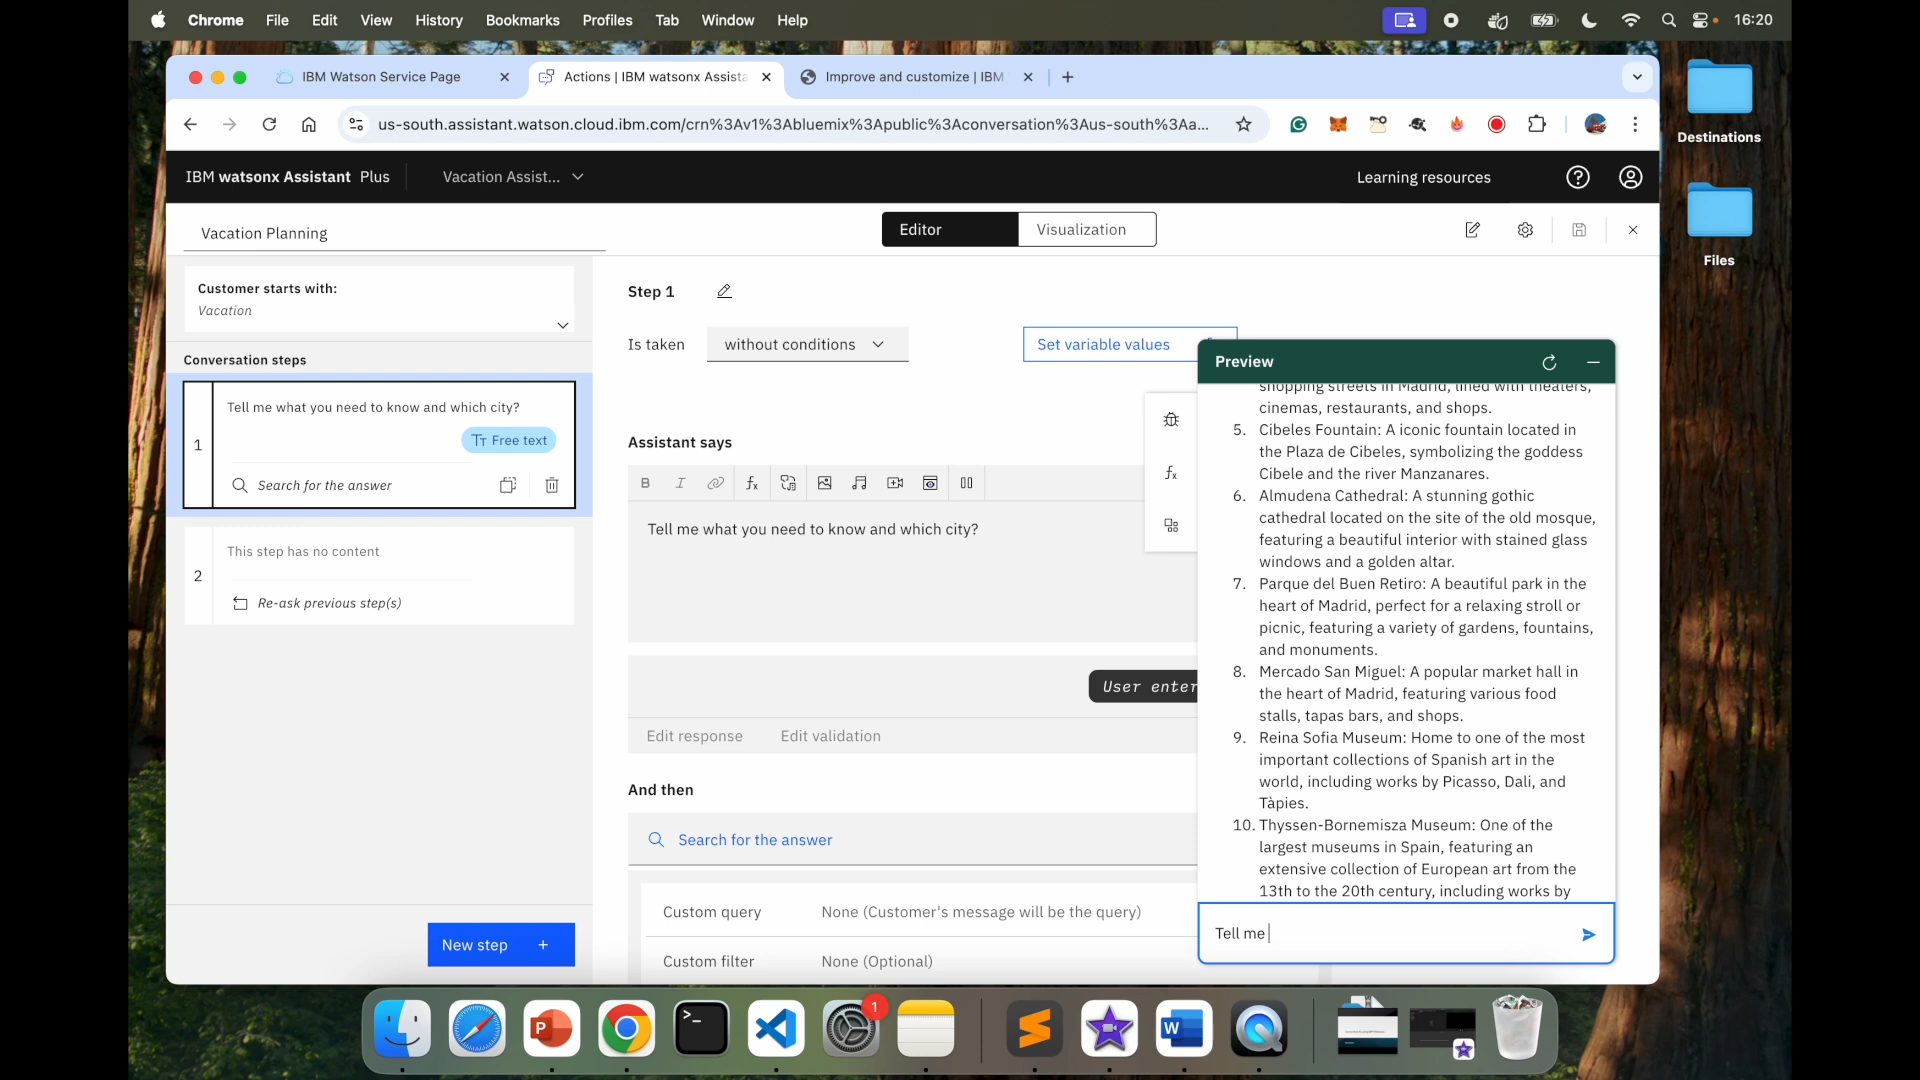 Chrome File Edit View History Bookmarks Profiles Tab Window Help 16:20
IBM Watson Service Page
Actions | IBM watsonx Assista
Improve and customize | IBM
us-south.assistant.watson.cloud.ibm.com/crn%3Av1%3Abluemix%3Apublic%3Aconversation%3Aus-south%3Aa...
Destinations
Files
IBM watsonx Assistant Plus
Vacation Assist...
Learning resources
Vacation Planning
Editor
Visualization
Customer starts with:
Vacation
Conversation steps
1
Tell me what you need to know and which city?
Free text
Search for the answer
2
This step has no content
Re-ask previous step(s)
New step +
Step 1
Is taken
without conditions
Set variable values
Assistant says
B I
Tell me what you need to know and which city?
User enter
Edit response
Edit validation
And then
Search for the answer
Custom query
None (Customer's message will be the query)
Custom filter
None (Optional)
Preview
shopping streets in Madrid, lined with theaters,
cinemas, restaurants, and shops.
5. Cibeles Fountain: A iconic fountain located in
the Plaza de Cibeles, symbolizing the goddess
Cibele and the river Manzanares.
6. Almudena Cathedral: A stunning gothic
cathedral located on the site of the old mosque,
featuring a beautiful interior with stained glass
windows and a golden altar.
7. Parque del Buen Retiro: A beautiful park in the
heart of Madrid, perfect for a relaxing stroll or
picnic, featuring a variety of gardens, fountains,
and monuments.
8. Mercado San Miguel: A popular market hall in
the heart of Madrid, featuring various food
stalls, tapas bars, and shops.
9. Reina Sofia Museum: Home to one of the most
important collections of Spanish art in the
world, including works by Picasso, Dali, and
Tàpies.
10. Thyssen-Bornemisza Museum: One of the
largest museums in Spain, featuring an
extensive collection of European art from the
13th to the 20th century, including works by
Tell me
1